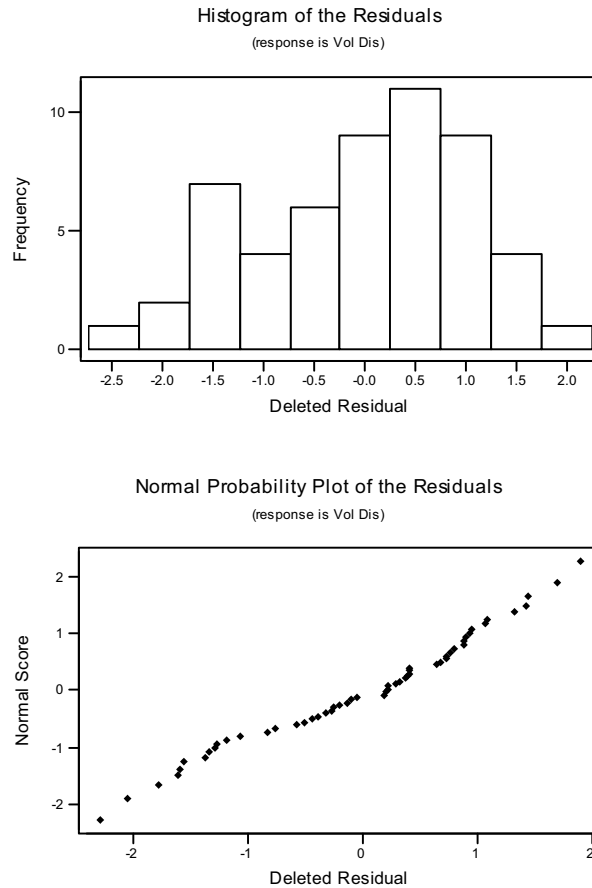 Histogram of the Residuals
(response is Vol Dis)
10
5
0
Frequency
-2.5 -2.0 -1.5 -1.0 -0.5 -0.0 0.5 1.0 1.5 2.0
Deleted Residual
Normal Probability Plot of the Residuals
(response is Vol Dis)
2
1
0
-1
-2
Normal Score
-2 -1 0 1 2
Deleted Residual